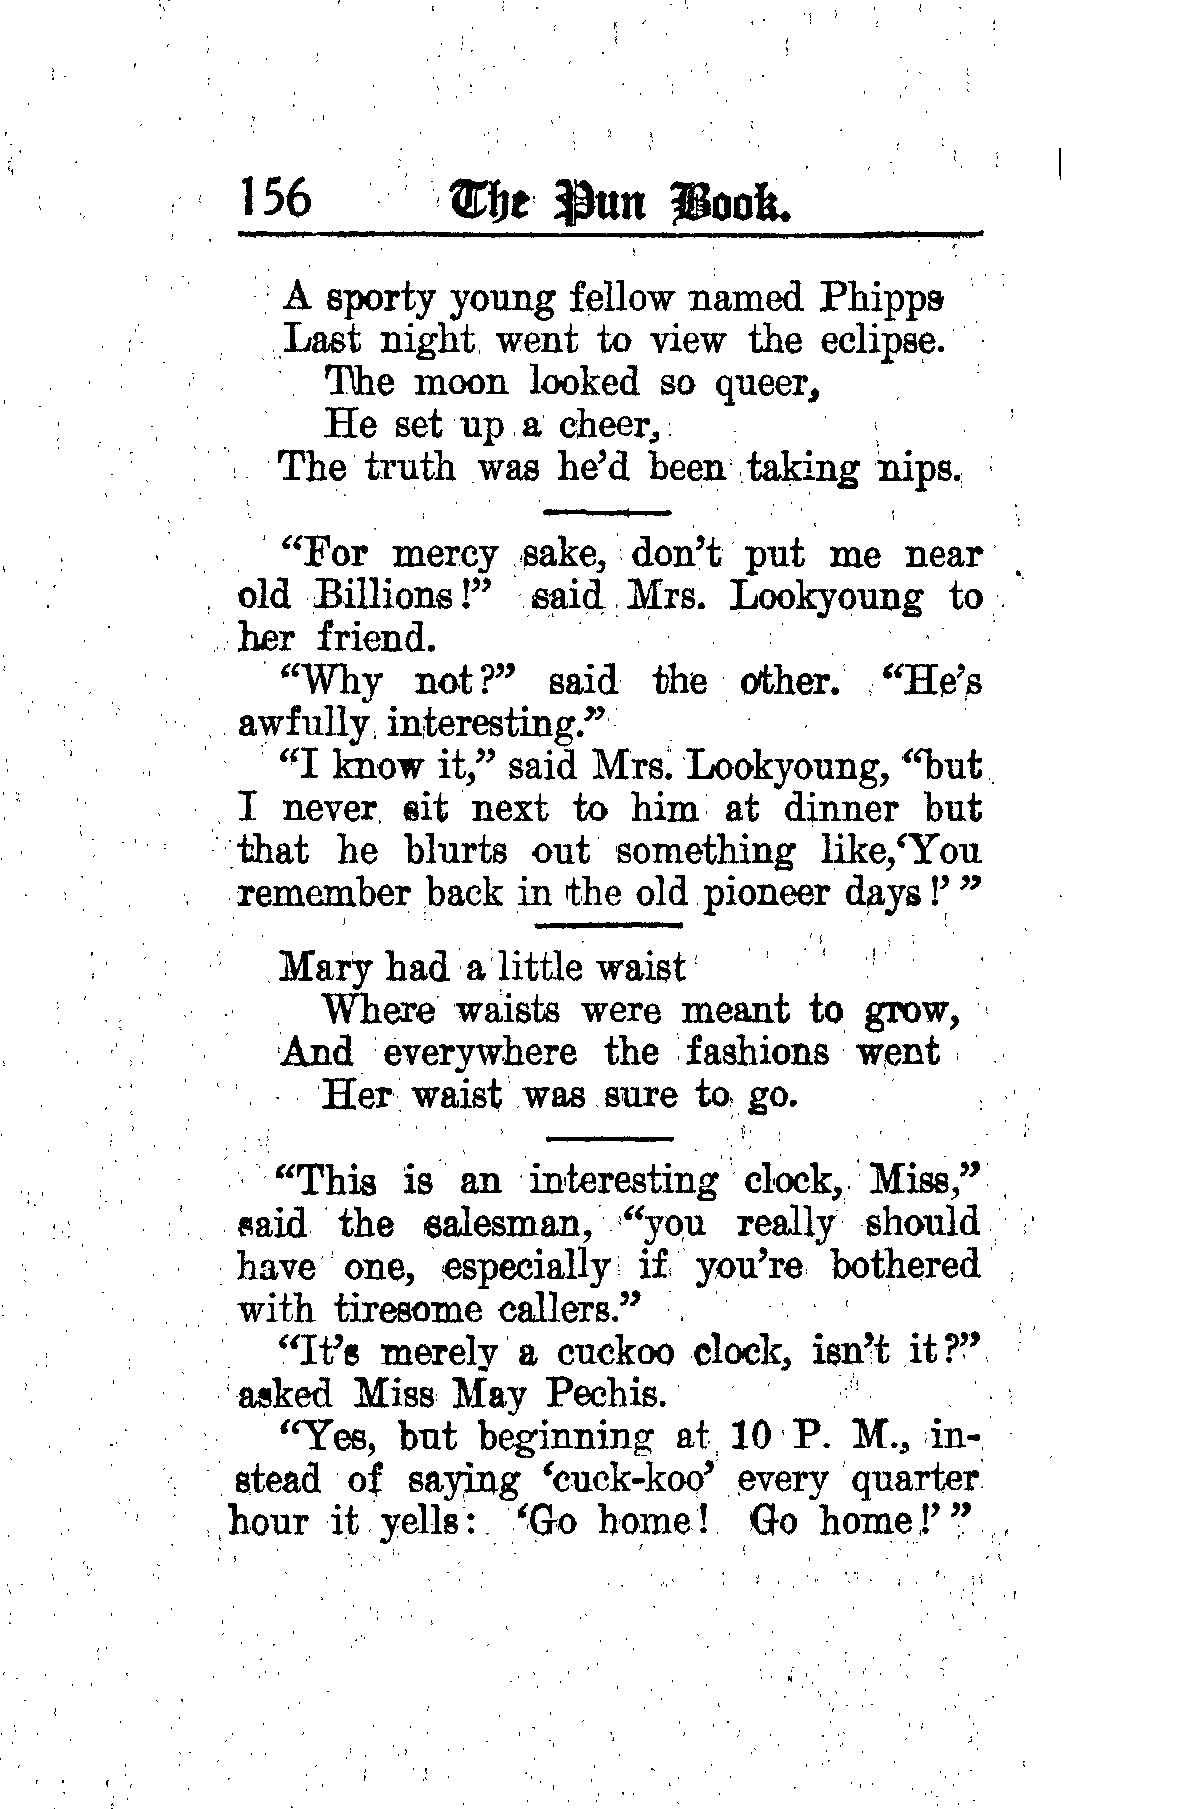 156 The Pun Book.
A sporty young fellow named Phipps
Last night went to view the eclipse.
The moon looked so queer,
He set up a cheer,
The truth was he'd been taking nips.
"For mercy sake, don't put me near
old Billions!" said Mrs. Lookyoung to
her friend.
"Why not?" said the other. "He's
awfully interesting."
"I know it," said Mrs. Lookyoung, "but
I never sit next to him at dinner but
that he blurts out something like,'You
remember back in the old pioneer days!' "
Mary had a little waist
Where waists were meant to grow,
And everywhere the fashions went
Her waist was sure to go.
"This is an interesting clock, Miss,"
said the salesman, "you really should
have one, especially if you're bothered
with tiresome callers."
"It's merely a cuckoo clock, isn't it?"
asked Miss May Pechis.
"Yes, but beginning at 10 P. M., in-
stead of saying 'cuck-koo' every quarter
hour it yells: 'Go home! Go home!' "